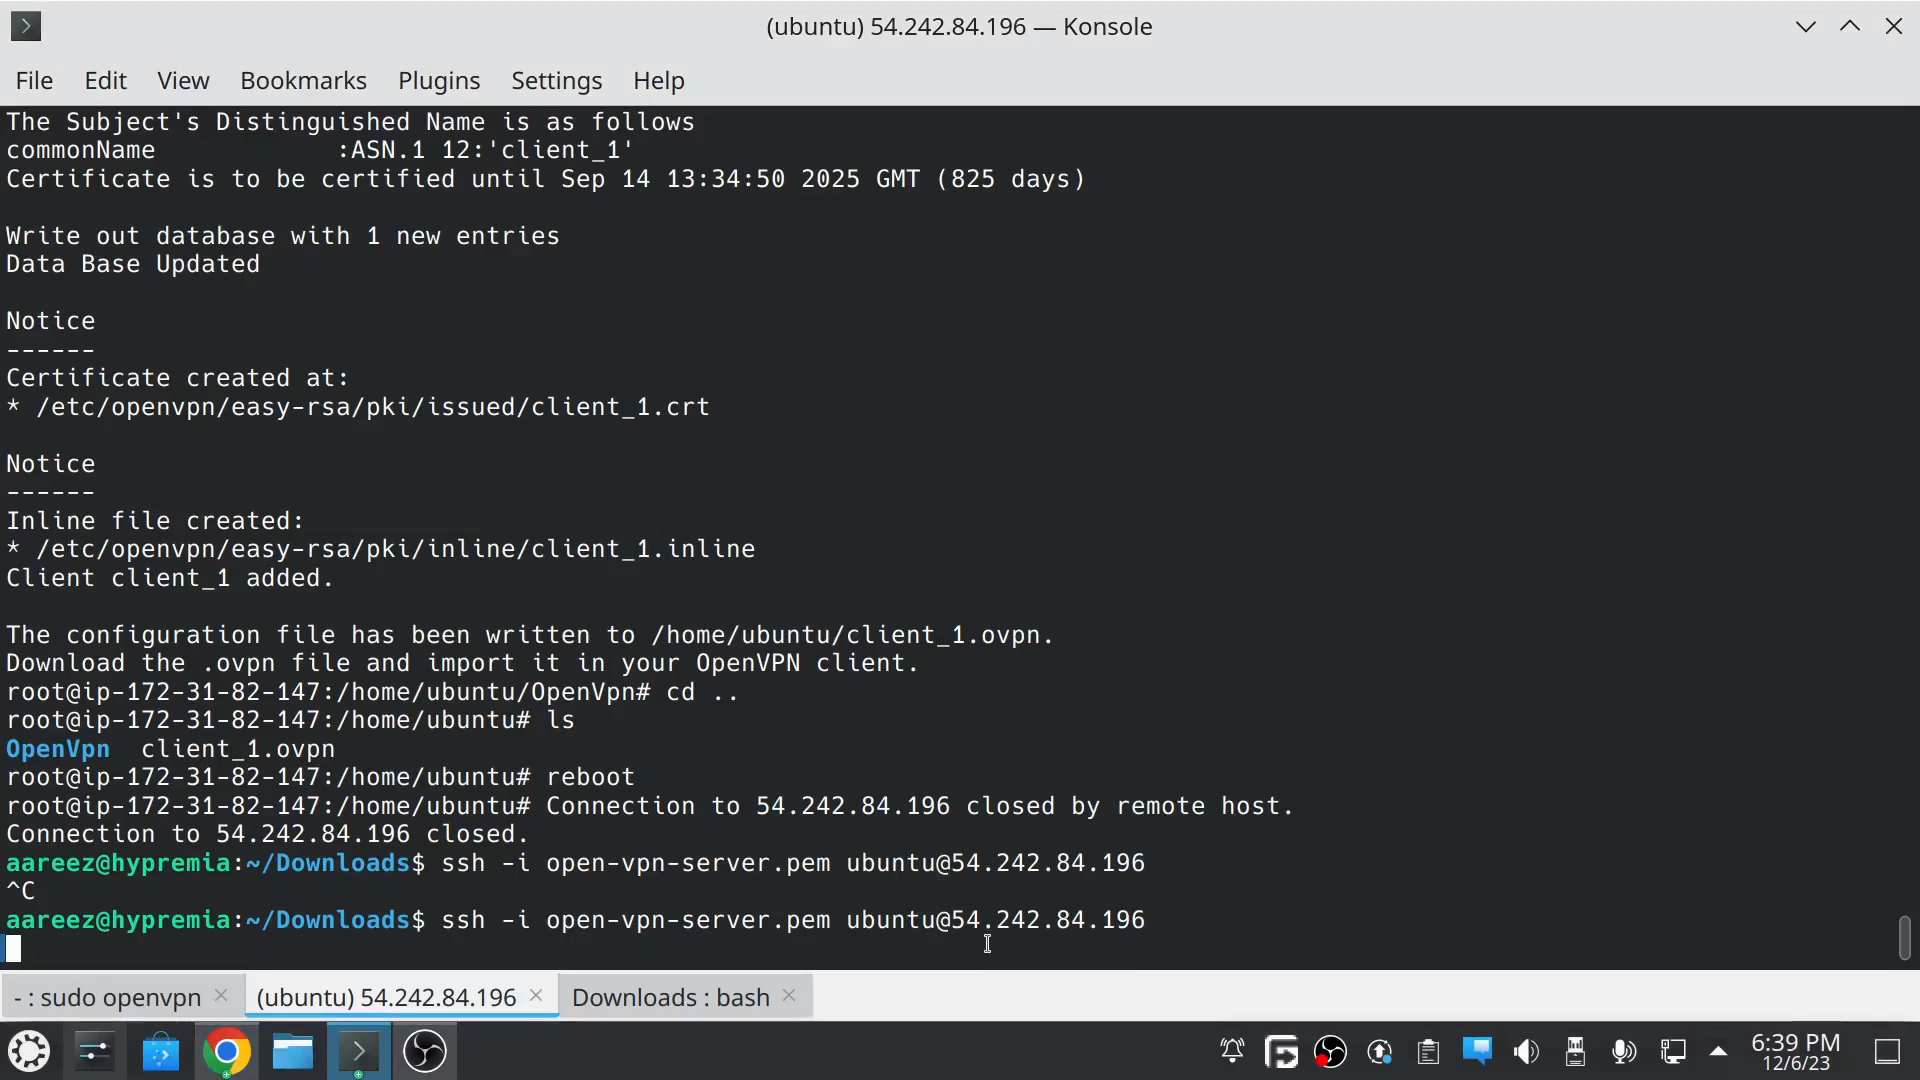 (ubuntu) 54.242.84.196 — Konsole
File Edit View Bookmarks Plugins Settings Help
The Subject's Distinguished Name is as follows
commonName            :ASN.1 12:'client_1'
Certificate is to be certified until Sep 14 13:34:50 2025 GMT (825 days)
Write out database with 1 new entries
Data Base Updated
Notice
------
Certificate created at:
* /etc/openvpn/easy-rsa/pki/issued/client_1.crt
Notice
------
Inline file created:
* /etc/openvpn/easy-rsa/pki/inline/client_1.inline
Client client_1 added.
The configuration file has been written to /home/ubuntu/client_1.ovpn.
Download the .ovpn file and import it in your OpenVPN client.
root@ip-172-31-82-147:/home/ubuntu/OpenVpn# cd ..
root@ip-172-31-82-147:/home/ubuntu# ls
OpenVpn  client_1.ovpn
root@ip-172-31-82-147:/home/ubuntu# reboot
root@ip-172-31-82-147:/home/ubuntu# Connection to 54.242.84.196 closed by remote host.
Connection to 54.242.84.196 closed.
aareez@hypremia:~/Downloads$ ssh -i open-vpn-server.pem ubuntu@54.242.84.196
^C
aareez@hypremia:~/Downloads$ ssh -i open-vpn-server.pem ubuntu@54.242.84.196
- : sudo openvpn (ubuntu) 54.242.84.196 Downloads : bash
6:39 PM
12/6/23